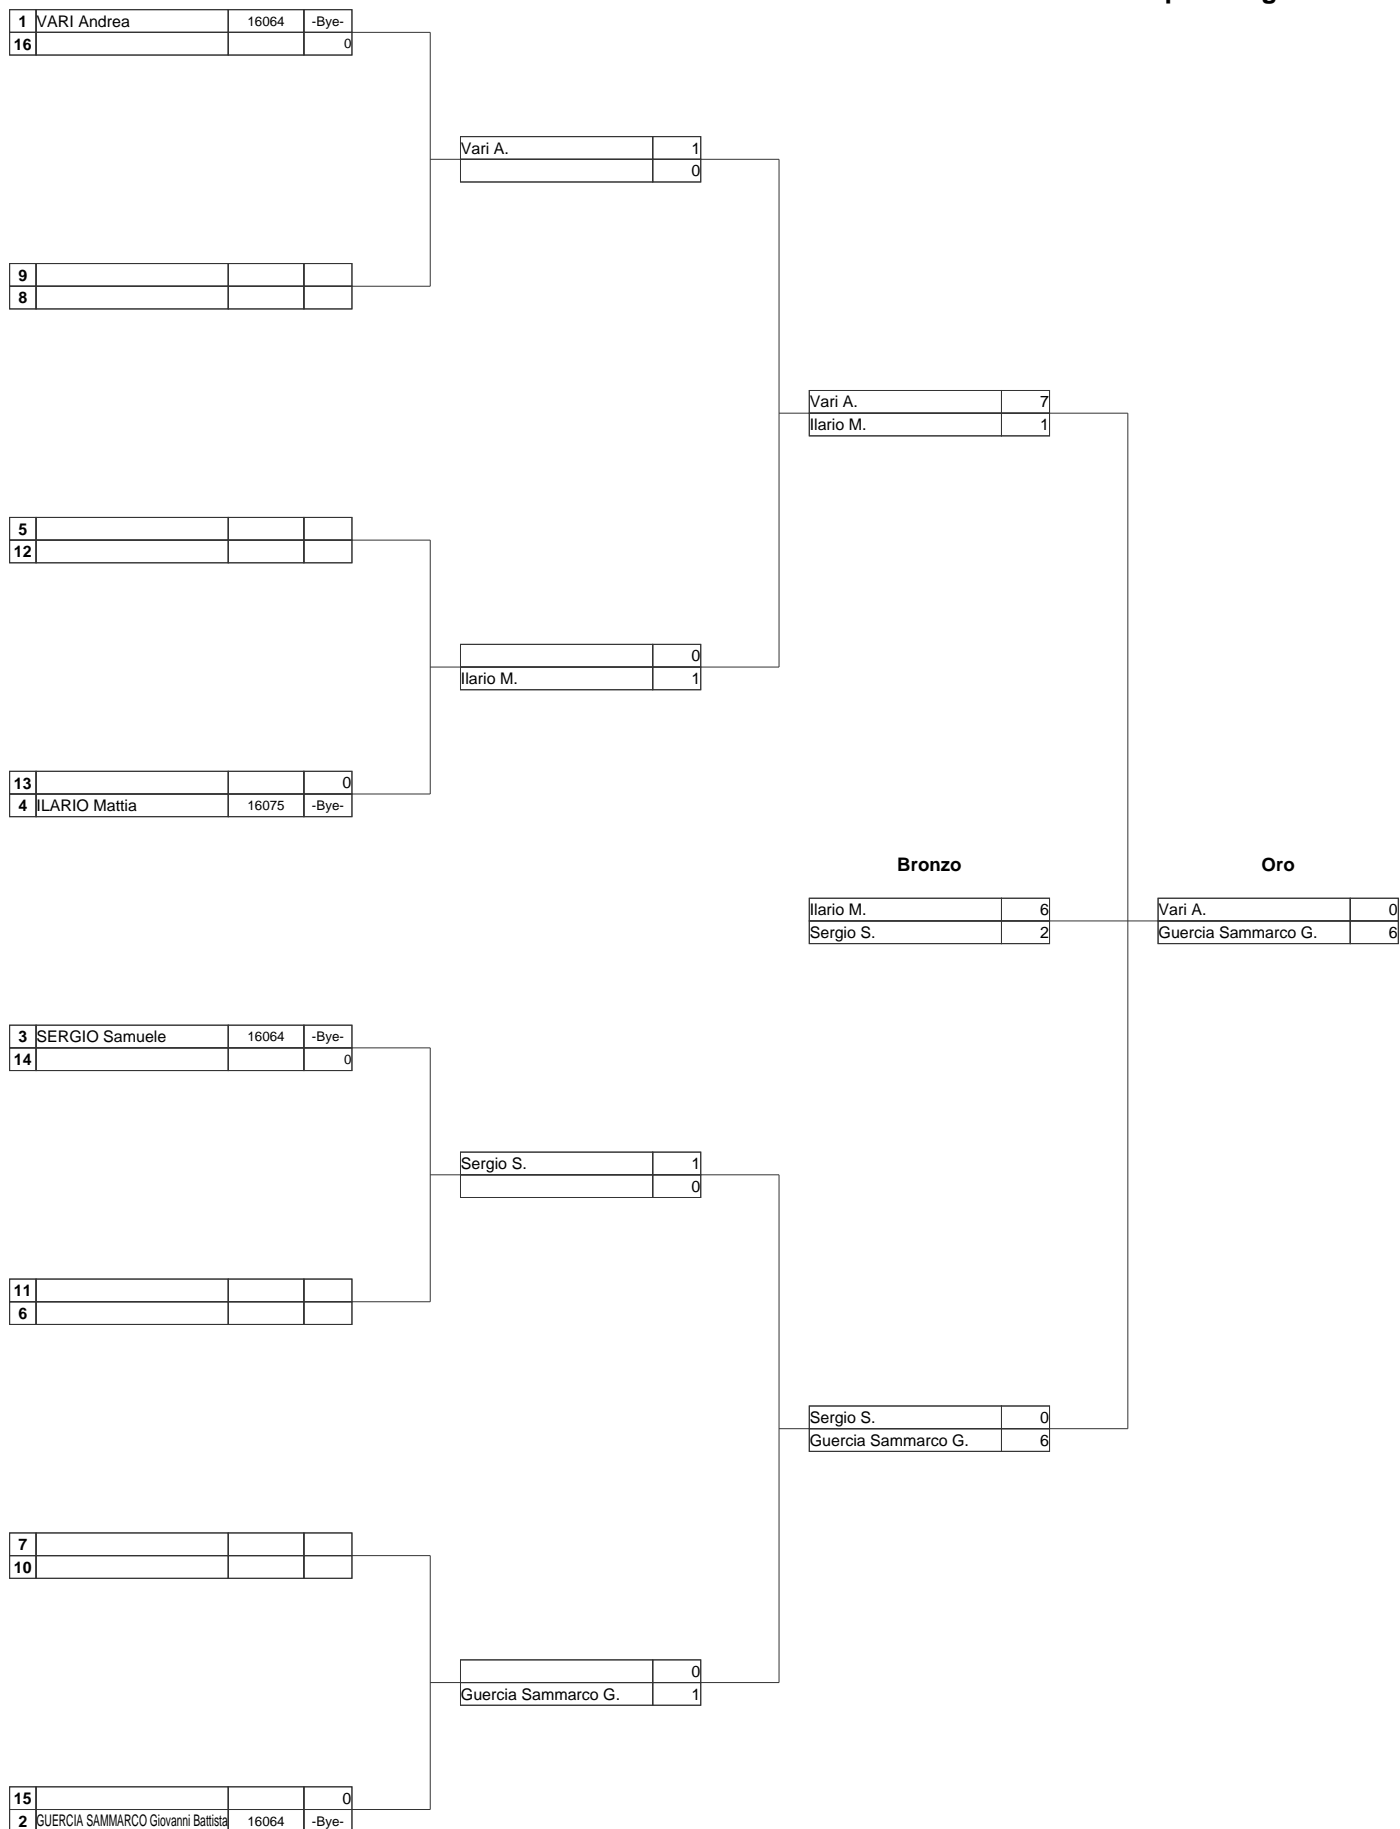 1 VARI Andrea 16064 -Bye-
16 0
Vari A. 1
0
9
8
Vari A. 7
Ilario M. 1
5
12
0
Ilario M. 1
13 0
4 ILARIO Mattia 16075 -Bye-
Bronzo
Oro
Ilario M. 6
Sergio S. 2
Vari A. 0
Guercia Sammarco G. 6
3 SERGIO Samuele 16064 -Bye-
14 0
Sergio S. 1
0
11
6
Sergio S. 0
Guercia Sammarco G. 6
7
10
0
Guercia Sammarco G. 1
15 0
2 GUERCIA SAMMARCO Giovanni Battista 16064 -Bye-